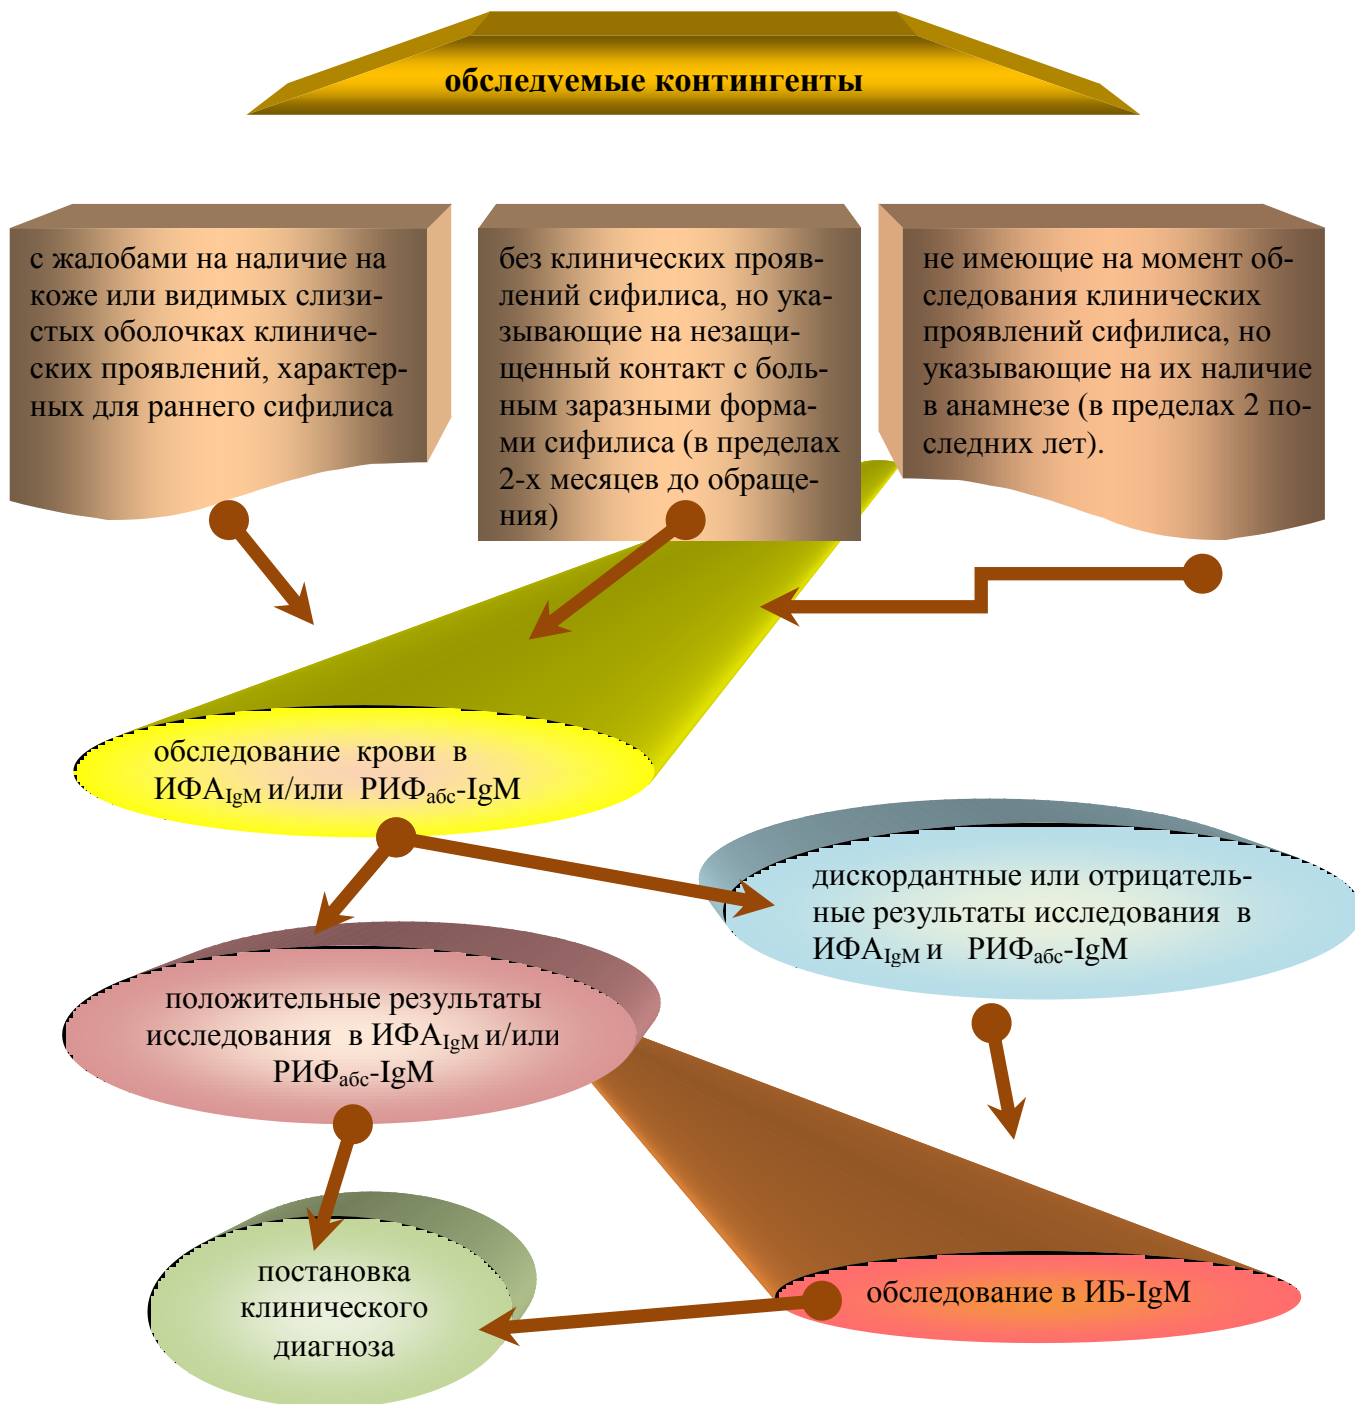 обследуемые контингенты
с жалобами на наличие на
коже или видимых слизи-
стых оболочках клиниче-
ских проявлений, характер-
ных для раннего сифилиса
без клинических прояв-
лений сифилиса, но ука-
зывающие на незащи-
щенный контакт с боль-
ным заразными форма-
ми сифилиса (в пределах
2-х месяцев до обраще-
ния)
не имеющие на момент об-
следования клинических
проявлений сифилиса, но
указывающие на их наличие
в анамнезе (в пределах 2 по-
следних лет).
обследование крови в
ИФАIgM и/или РИФабс-IgM
дискордантные или отрицатель-
ные результаты исследования в
ИФАIgM и РИФабс-IgM
положительные результаты
исследования в ИФАIgM и/или
РИФабс-IgM
обследование в ИБ-IgM
постановка
клинического
диагноза